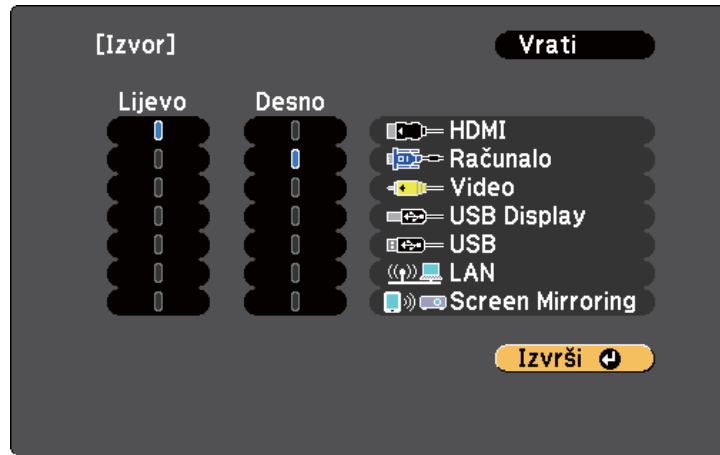 [Izvor] Vrati
Lijevo Desno
HDMI
Računalo
Video
USB Display
USB
LAN
Screen Mirroring
Izvrši